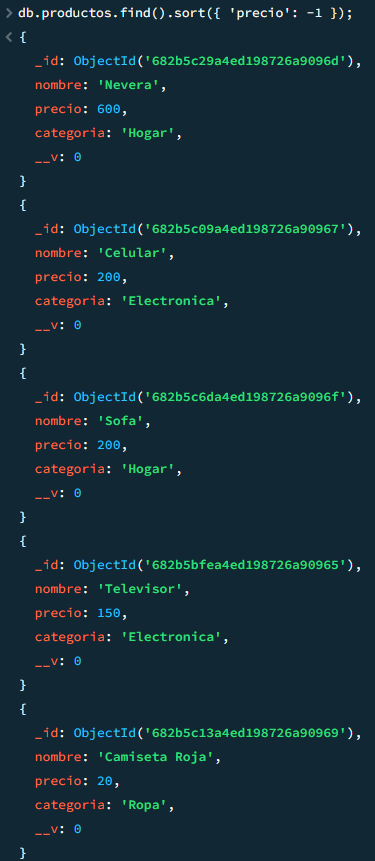 > db.productos.find().sort({ 'precio': -1 });
< {
_id: ObjectId('682b5c29a4ed198726a9096d'),
nombre: 'Nevera',
precio: 600,
categoria: 'Hogar',
__v: 0
}
{
_id: ObjectId('682b5c09a4ed198726a90967'),
nombre: 'Celular',
precio: 200,
categoria: 'Electronica',
__v: 0
}
{
_id: ObjectId('682b5c6da4ed198726a9096f'),
nombre: 'Sofa',
precio: 200,
categoria: 'Hogar',
__v: 0
}
{
_id: ObjectId('682b5bfea4ed198726a90965'),
nombre: 'Televisor',
precio: 150,
categoria: 'Electronica',
__v: 0
}
{
_id: ObjectId('682b5c13a4ed198726a90969'),
nombre: 'Camiseta Roja',
precio: 20,
categoria: 'Ropa',
__v: 0
}